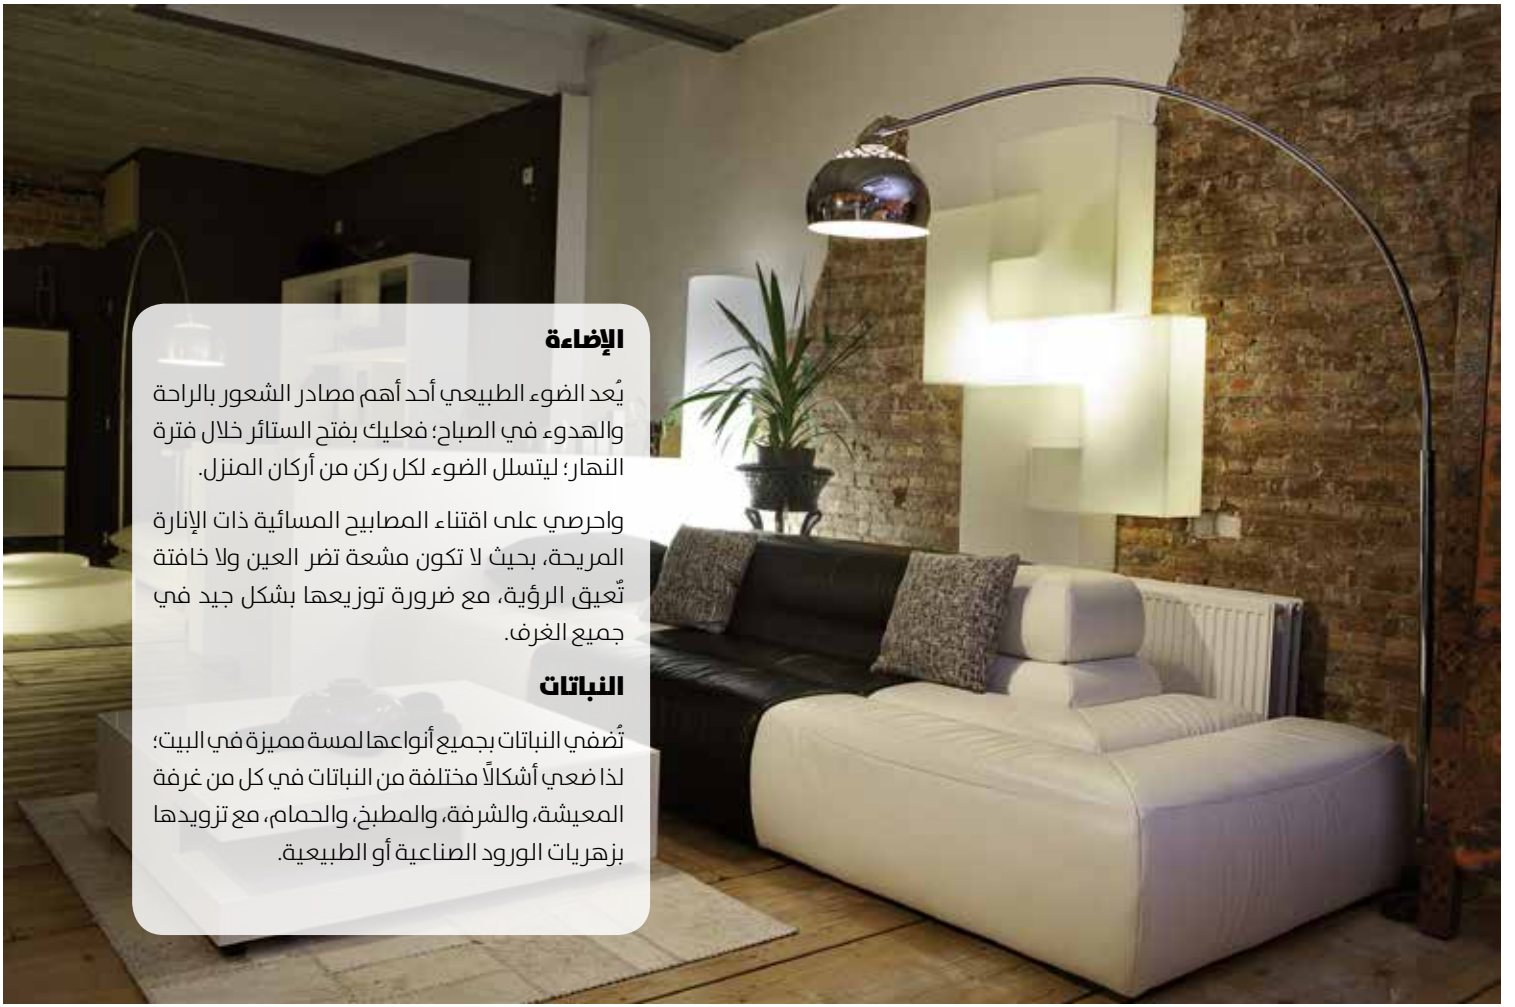 الإضاءة
يُعد الضوء الطبيعي أحد أهم مصادر الشعور بالراحة
والهدوء في الصباح؛ فعليك بفتح الستائر خلال فترة
النهار؛ ليتسلل الضوء لكل ركن من أركان المنزل.
واحرصي على اقتناء المصابيح المسائية ذات الإنارة
المريحة، بحيث لا تكون مشعة تضر العين ولا خافتة
تُعيق الرؤية، مع ضرورة توزيعها بشكل جيد في
جميع الغرف.
النباتات
تُضفي النباتات بجميع أنواعها لمسة مميزة في البيت؛
لذا ضعي أشكالًا مختلفة من النباتات في كل من غرفة
المعيشة، والشرفة، والمطبخ، والحمام، مع تزويدها
بزهريات الورود الصناعية أو الطبيعية.